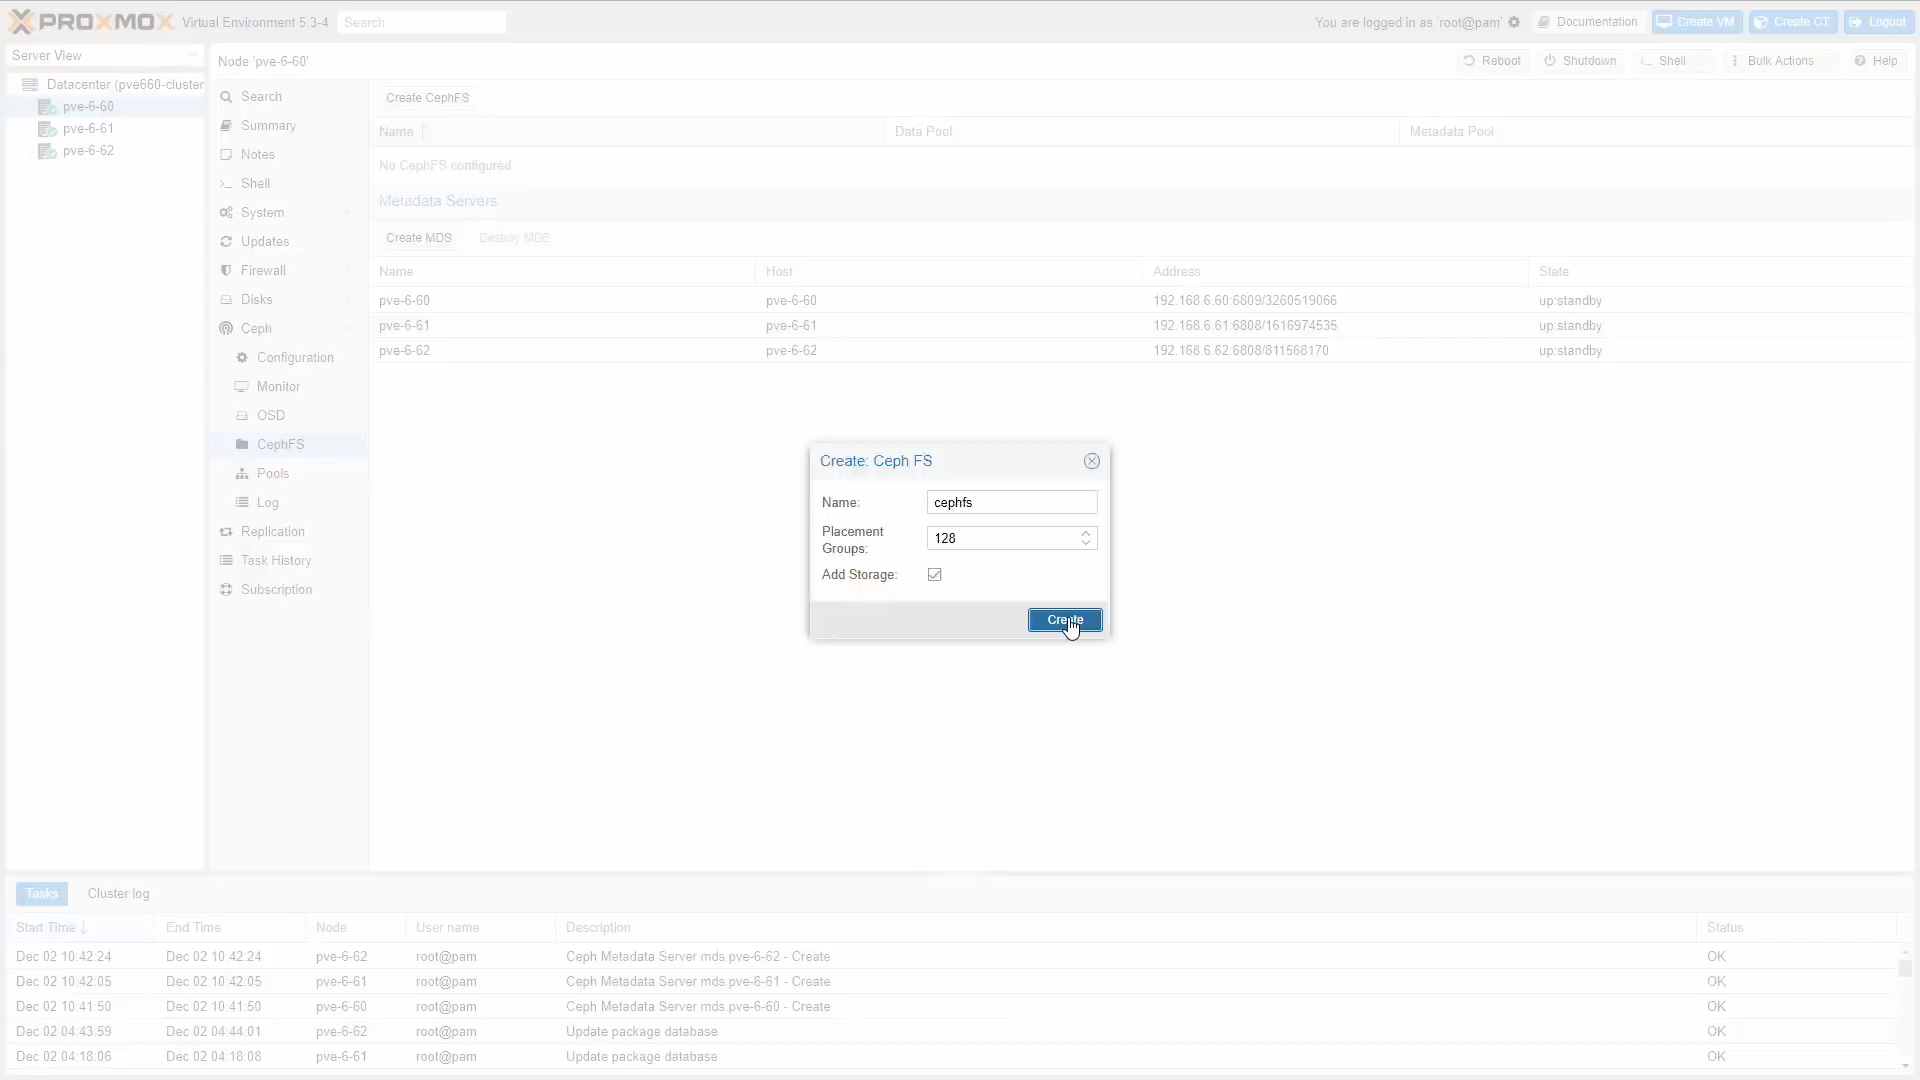 PROXMOX Virtual Environment 5.3-4 Search You are logged in as 'root@pam' Documentation Create VM Create CT Logout
Server View
Datacenter (pve660-cluster
pve-6-60
pve-6-61
pve-6-62
Node 'pve-6-60' Reboot Shutdown Shell Bulk Actions Help
Search
Summary
Notes
Shell
System
Updates
Firewall
Disks
Ceph
Configuration
Monitor
OSD
CephFS
Pools
Log
Replication
Task History
Subscription
Create CephFS
Name Data Pool Metadata Pool
No CephFS configured.
Metadata Servers
Create MDS Destroy MDS
Name Host Address State
pve-6-60 pve-6-60 192.168.6.60:6809/3260519066 up:standby
pve-6-61 pve-6-61 192.168.6.61:6808/1616974535 up:standby
pve-6-62 pve-6-62 192.168.6.62:6808/811568170 up:standby
Create: Ceph FS
Name: cephfs
Placement
Groups: 128
Add Storage:
Create
Tasks Cluster log
Start Time End Time Node User name Description Status
Dec 02 10:42:24 Dec 02 10:42:24 pve-6-62 root@pam Ceph Metadata Server mds.pve-6-62 - Create OK
Dec 02 10:42:05 Dec 02 10:42:05 pve-6-61 root@pam Ceph Metadata Server mds.pve-6-61 - Create OK
Dec 02 10:41:50 Dec 02 10:41:50 pve-6-60 root@pam Ceph Metadata Server mds.pve-6-60 - Create OK
Dec 02 04:43:59 Dec 02 04:44:01 pve-6-62 root@pam Update package database OK
Dec 02 04:18:06 Dec 02 04:18:08 pve-6-61 root@pam Update package database OK